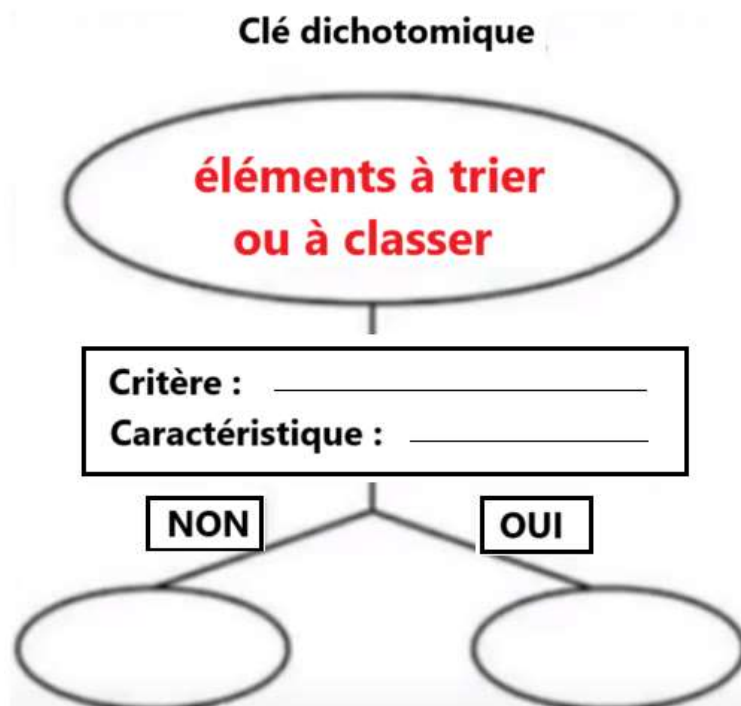 Clé dichotomique
éléments à trier
ou à classer
Critère :
Caractéristique :
NON
OUI